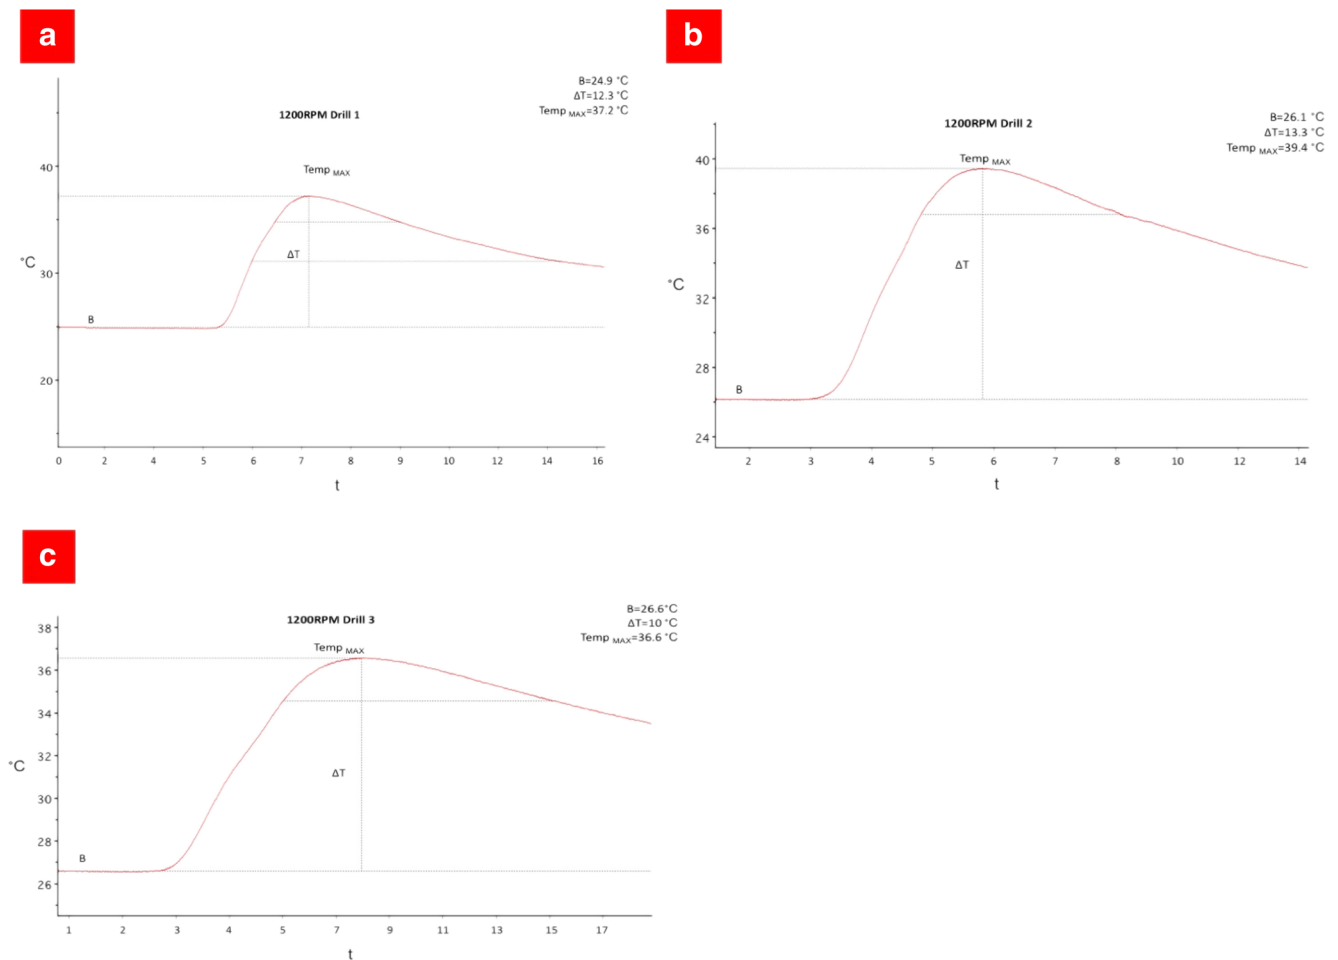 a
B=24.9 °C
ΔT=12.3 °C
Temp MAX=37.2 °C
1200RPM Drill 1
Temp MAX
40
ΔT
°C
30
B
20
0 2 4 5 6 7 8 9 10 12 14 16
t
b
B=26.1 °C
ΔT=13.3 °C
Temp MAX=39.4 °C
1200RPM Drill 2
Temp MAX
40
36
ΔT
°C
32
28
B
24
2 3 4 5 6 7 8 10 12 14
t
c
B=26.6°C
ΔT=10 °C
Temp MAX=36.6 °C
1200RPM Drill 3
38
Temp MAX
36
34
32
°C
ΔT
30
28
B
26
1 2 3 4 5 7 9 11 13 15 17
t